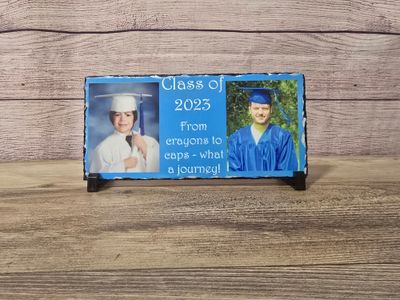 Class of
2023
From
crayons to
caps - what
a journey!